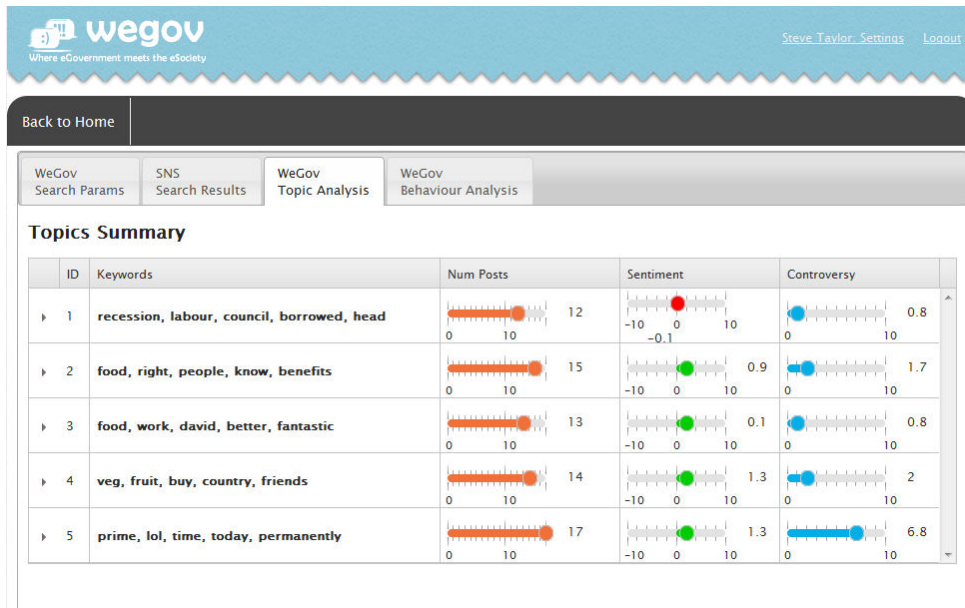 wegov
Where eGovernment meets the eSociety
Steve Taylor: Settings Logout
Back to Home
WeGov
Search Params
SNS
Search Results
WeGov
Topic Analysis
WeGov
Behaviour Analysis
Topics Summary
ID Keywords Num Posts Sentiment Controversy
1 recession, labour, council, borrowed, head 12 0.8
0 10 -10 0 10 0 10
-0.1
2 food, right, people, know, benefits 15 0.9 1.7
0 10 -10 0 10 0 10
3 food, work, david, better, fantastic 13 0.1 0.8
0 10 -10 0 10 0 10
4 veg, fruit, buy, country, friends 14 1.3 2
0 10 -10 0 10 0 10
5 prime, lol, time, today, permanently 17 1.3 6.8
0 10 -10 0 10 0 10